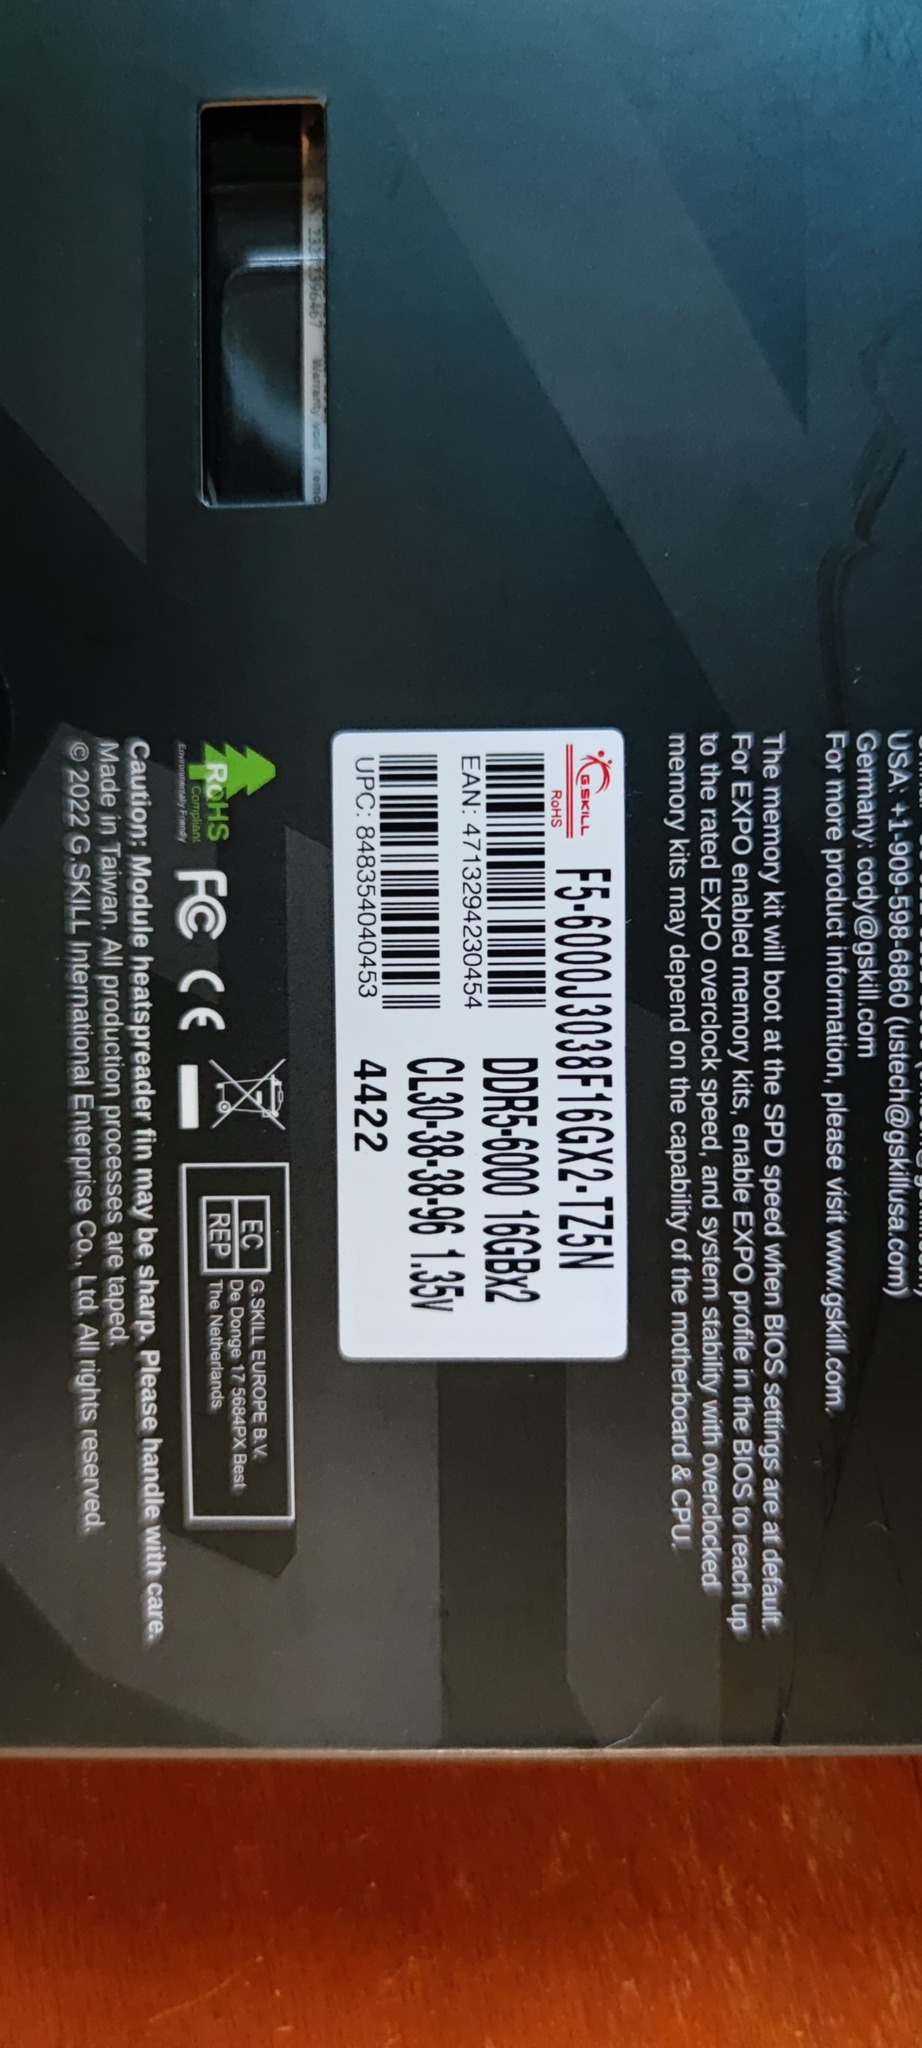 USA: +1-909-598-6860 (ustech@gskillusa.com)
Germany: cody@gskill.com
For more product information, please visit www.gskill.com.
The memory kit will boot at the SPD speed when BIOS settings are at default.
For EXPO enabled memory kits, enable EXPO profile in the BIOS to reach up
to the rated EXPO overclock speed, and system stability with overclocked
memory kits may depend on the capability of the motherboard & CPU.
G.SKILL
RoHS
F5-6000J3038F16GX2-TZ5N
EAN: 4713294230454
DDR5-6000 16GBx2
CL30-38-38-96 1.35v
UPC: 848354040453
4422
Warranty void
RoHS
Compliant
Environmentally Friendly
FC CE
EC REP
G.SKILL EUROPE B.V.
De Donge 17 5684PX Best
The Netherlands
Caution: Module heatspreader fin may be sharp. Please handle with care.
Made in Taiwan. All production processes are taped.
© 2022 G.SKILL International Enterprise Co., Ltd. All rights reserved.